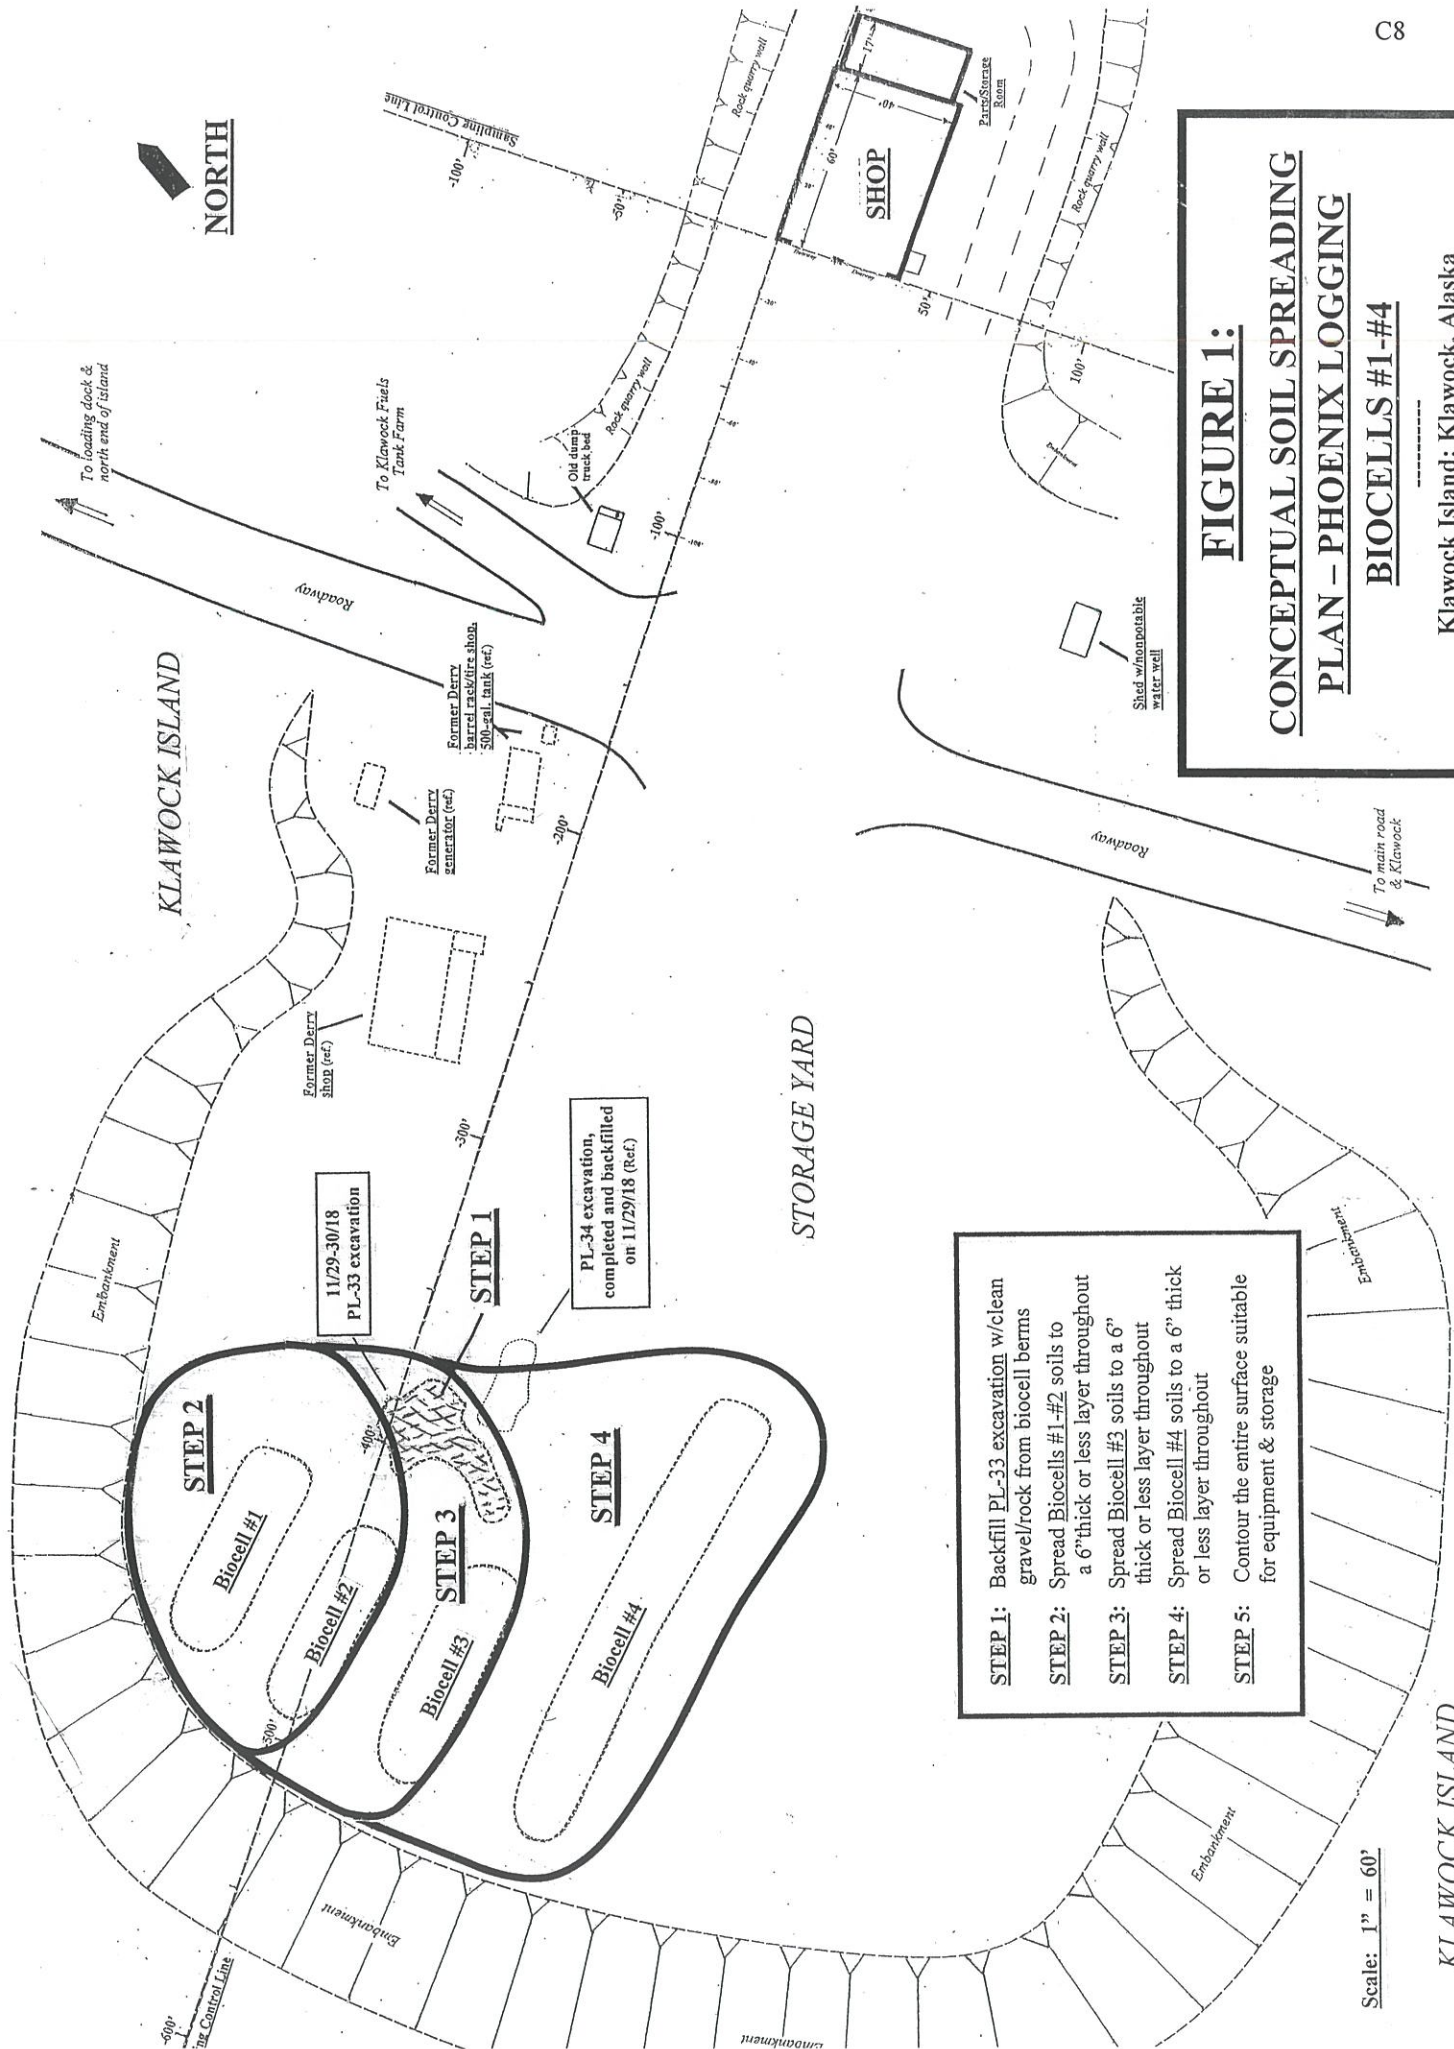 C8
NORTH
To loading dock &
north end of island
To Klawock Fuels
Tank Farm
KLAWOCK ISLAND
Roadway
Sampling Control Line
-100'
-50'
50'
100'
Rock quarry wall
Rock quarry wall
Rock quarry wall
Old dump
truck bed
-100'
17'
40'
60'
SHOP
Parts/Storage
Room
Embankment
Former Derry
barrel rack/tire shop,
500-gal. tank (ref.)
Former Derry
generator (ref.)
-200'
Former Derry
shop (ref.)
-300'
Shed w/nonpotable
water well
Roadway
To main road
& Klawock
STORAGE YARD
11/29-30/18
PL-33 excavation
STEP 1
PL-34 excavation,
completed and backfilled
on 11/29/18 (Ref.)
Embankment
STEP 2
Biocell #1
Biocell #2
-400'
STEP 3
Biocell #3
STEP 4
Biocell #4
-500'
-600'
ng Control Line
Embankment
Embankment
Embankment
Embankment
STEP 1: Backfill PL-33 excavation w/clean
gravel/rock from biocell berms
STEP 2: Spread Biocells #1-#2 soils to
a 6"thick or less layer throughout
STEP 3: Spread Biocell #3 soils to a 6"
thick or less layer throughout
STEP 4: Spread Biocell #4 soils to a 6" thick
or less layer throughout
STEP 5: Contour the entire surface suitable
for equipment & storage
Scale: 1" = 60'
KLAWOCK ISLAND
FIGURE 1:
CONCEPTUAL SOIL SPREADING
PLAN – PHOENIX LOGGING
BIOCELLS #1-#4
--------
Klawock Island; Klawock, Alaska